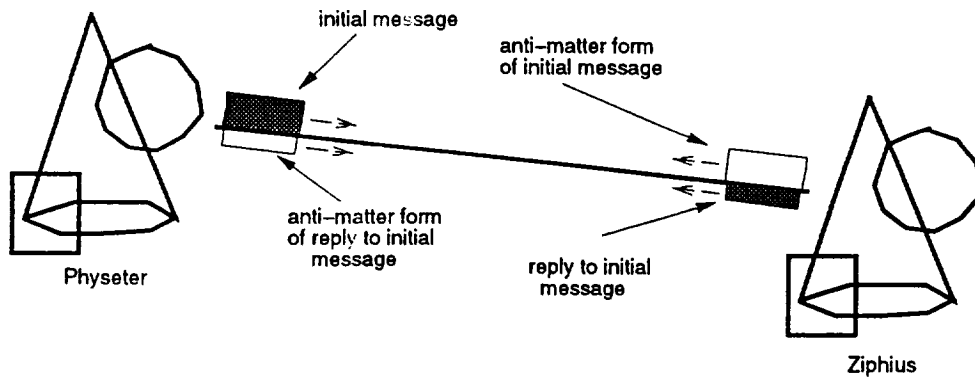 initial message
anti-matter form
of initial message
anti-matter form
of reply to initial
message
reply to initial
message
Physeter
Ziphius